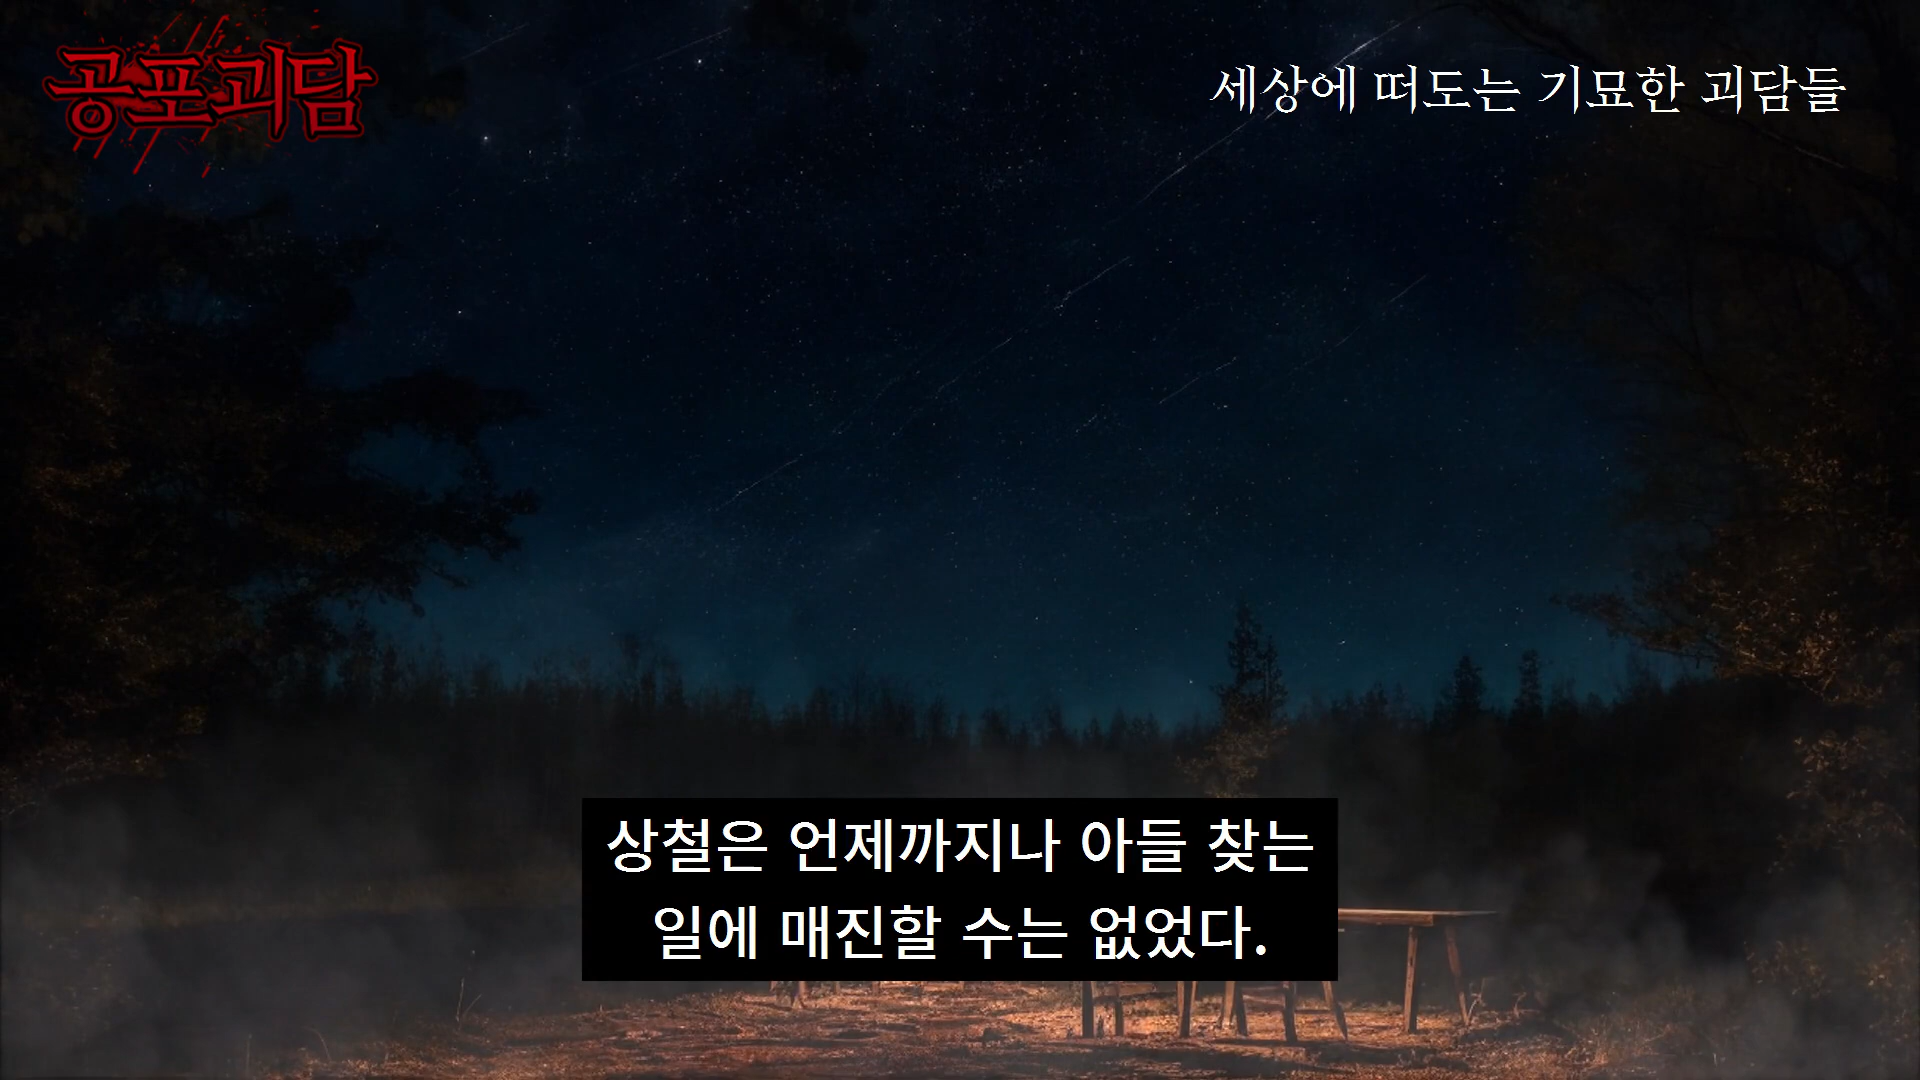 공포괴담
세상에 떠도는 기묘한 괴담들
상철은 언제까지나 아들 찾는
일에 매진할 수는 없었다.